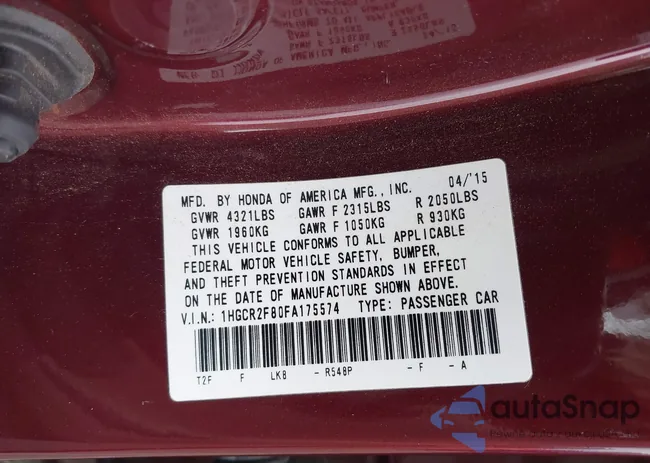 MFD. BY HONDA OF AMERICA MFG., INC. 04/'15
GVWR 4321LBS GAWR F 2315LBS R 2050LBS
GVWR 1960KG GAWR F 1050KG R 930KG
THIS VEHICLE CONFORMS TO ALL APPLICABLE
FEDERAL MOTOR VEHICLE SAFETY, BUMPER,
AND THEFT PREVENTION STANDARDS IN EFFECT
ON THE DATE OF MANUFACTURE SHOWN ABOVE.
V.I.N.: 1HGCR2F80FA175574 TYPE: PASSENGER CAR
T2F F LK8 - R548P - F - A
autaSnap